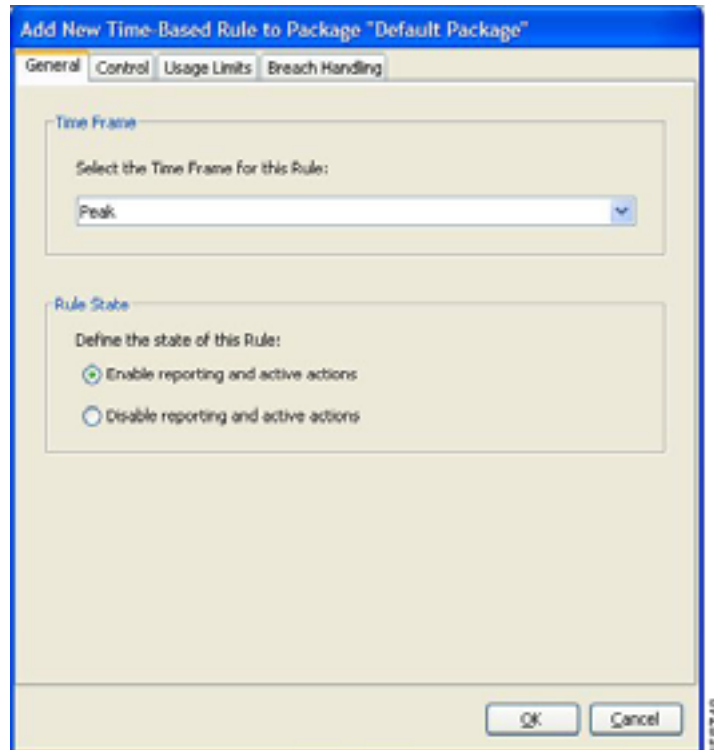 Add New Time-Based Rule to Package "Default Package"
General Control Usage Limits Breach Handling
Time Frame
Select the Time Frame for this Rule:
Peak
Rule State
Define the state of this Rule:
Enable reporting and active actions
Disable reporting and active actions
OK Cancel